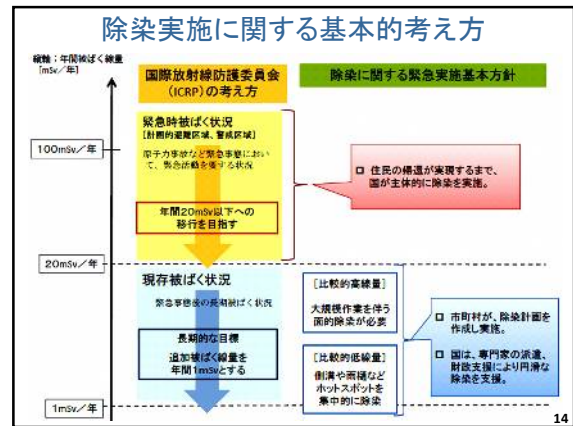 除染実施に関する基本的考え方
縦軸:年間被ばく線量
[mSv/年]
国際放射線防護委員会
(ICRP)の考え方
除染に関する緊急実施基本方針
緊急時被ばく状況
[計画的避難区域、警戒区域]
原子力事故など緊急事態におい
て、緊急活動を要する状況
年間20mSv以下への
移行を目指す
100mSv/年
□ 住民の帰還が実現するまで、
国が主体的に除染を実施。
20mSv/年
現存被ばく状況
緊急事態後の長期被ばく状況
長期的な目標
追加被ばく線量を
年間1mSvとする
[比較的高線量]
大規模作業を伴う
面的除染が必要
[比較的低線量]
側溝や雨樋など
ホットスポットを
集中的に除染
□ 市町村が、除染計画を
作成し実施。
□ 国は、専門家の派遣、
財政支援により円滑な
除染を支援。
1mSv/年
14